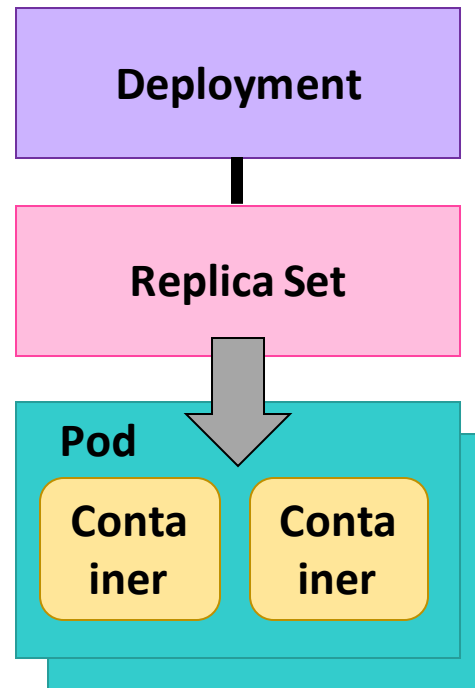 Deployment
Replica Set
Pod
Conta
iner
Conta
iner